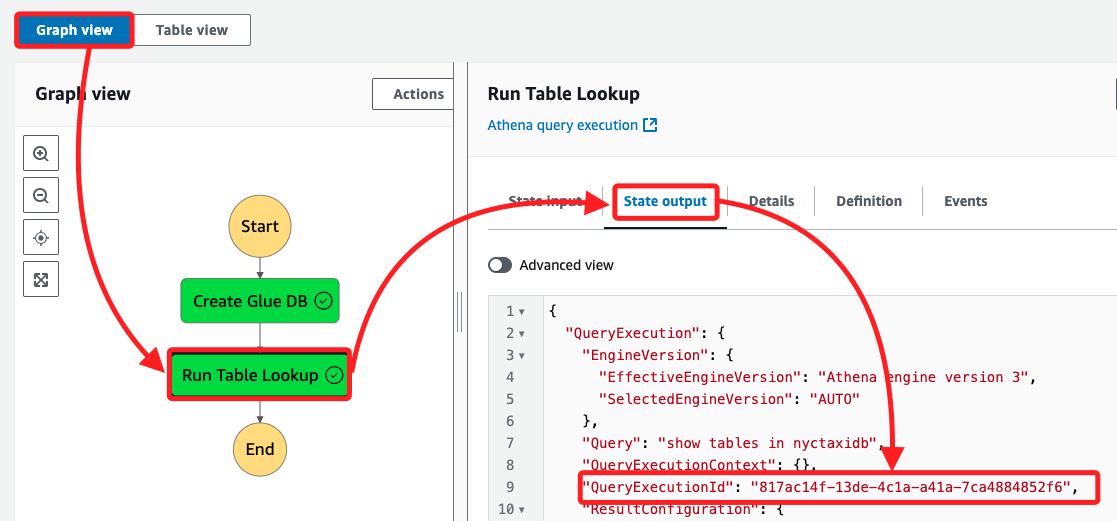 Graph view
Table view
Graph view
Actions
Start
Create Glue DB
Run Table Lookup
End
Run Table Lookup
Athena query execution
State input
State output
Details
Definition
Events
Advanced view
1 {
2 "QueryExecution": {
3 "EngineVersion": {
4 "EffectiveEngineVersion": "Athena engine version 3",
5 "SelectedEngineVersion": "AUTO"
6 },
7 "Query": "show tables in nyctaxidb",
8 "QueryExecutionContext": {},
9 "QueryExecutionId": "817ac14f-13de-4c1a-a41a-7ca4884852f6",
10 "ResultConfiguration": {